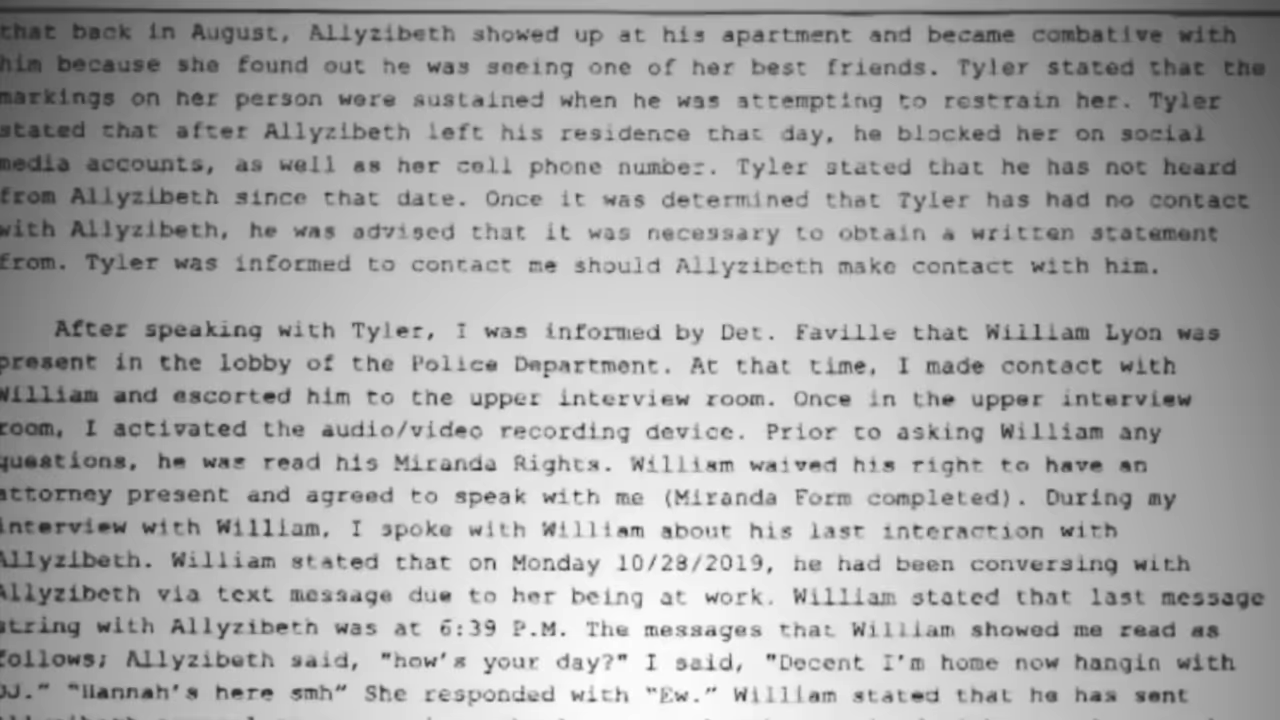 that back in August, Allyzibeth showed up at his apartment and became combative with
him because she found out he was seeing one of her best friends. Tyler stated that the
markings on her person were sustained when he was attempting to restrain her. Tyler
stated that after Allyzibeth left his residence that day, he blocked her on social
media accounts, as well as her cell phone number. Tyler stated that he has not heard
from Allyzibeth since that date. Once it was determined that Tyler has had no contact
with Allyzibeth, he was advised that it was necessary to obtain a written statement
from. Tyler was informed to contact me should Allyzibeth make contact with him.
After speaking with Tyler, I was informed by Det. Faville that William Lyon was
present in the lobby of the Police Department. At that time, I made contact with
William and escorted him to the upper interview room. Once in the upper interview
room, I activated the audio/video recording device. Prior to asking William any
questions, he was read his Miranda Rights. William waived his right to have an
attorney present and agreed to speak with me (Miranda Form completed). During my
interview with William, I spoke with William about his last interaction with
Allyzibeth. William stated that on Monday 10/28/2019, he had been conversing with
Allyzibeth via text message due to her being at work. William stated that last message
string with Allyzibeth was at 6:39 P.M. The messages that William showed me read as
follows; Allyzibeth said, "how's your day?" I said, "Decent I'm home now hangin with
DJ." "Hannah's here smh" She responded with "Ew." William stated that he has sent